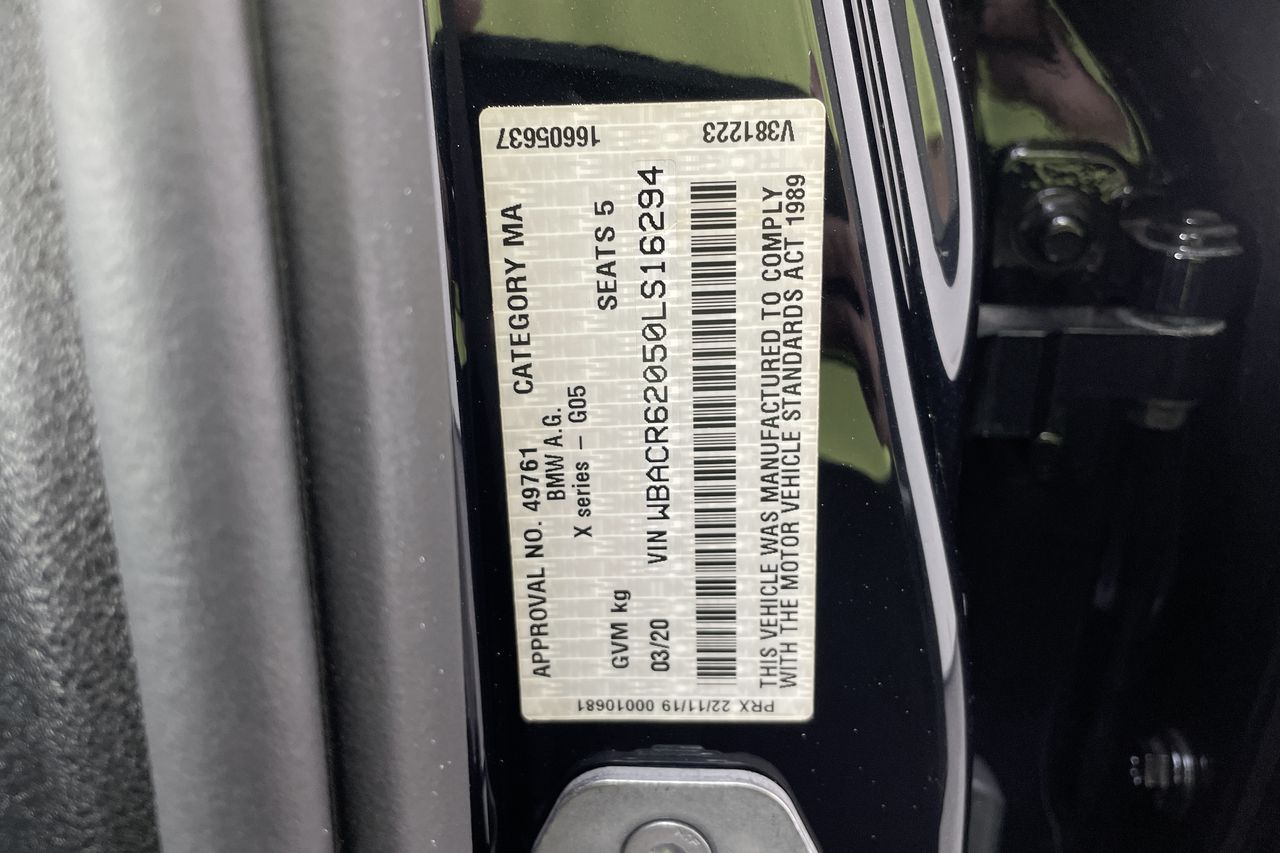 16605637
V381223
APPROVAL NO. 49761 CATEGORY MA
BMW A.G.
X series – G05 SEATS 5
GVM kg
03/20 VIN WBACR62050LS16294
THIS VEHICLE WAS MANUFACTURED TO COMPLY
WITH THE MOTOR VEHICLE STANDARDS ACT 1989
PRX 22/11/19 00010681